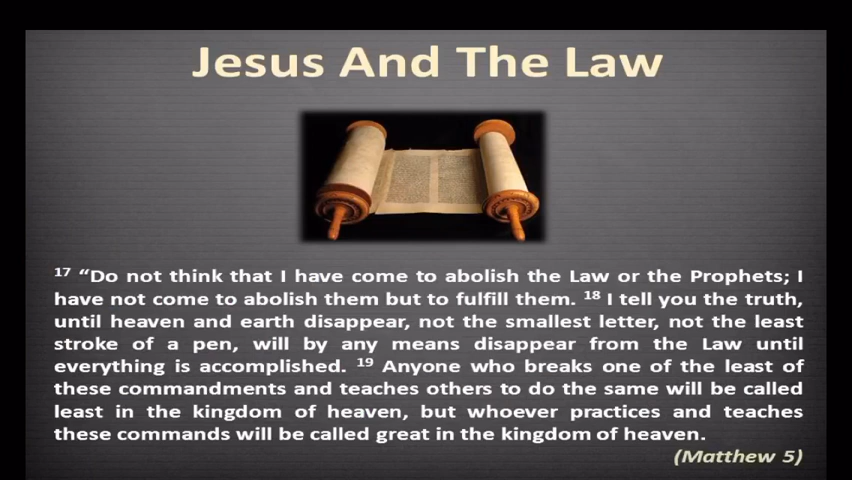 Jesus And The Law
17 “Do not think that I have come to abolish the Law or the Prophets; I
have not come to abolish them but to fulfill them. 18 I tell you the truth,
until heaven and earth disappear, not the smallest letter, not the least
stroke of a pen, will by any means disappear from the Law until
everything is accomplished. 19 Anyone who breaks one of the least of
these commandments and teaches others to do the same will be called
least in the kingdom of heaven, but whoever practices and teaches
these commands will be called great in the kingdom of heaven.
(Matthew 5)